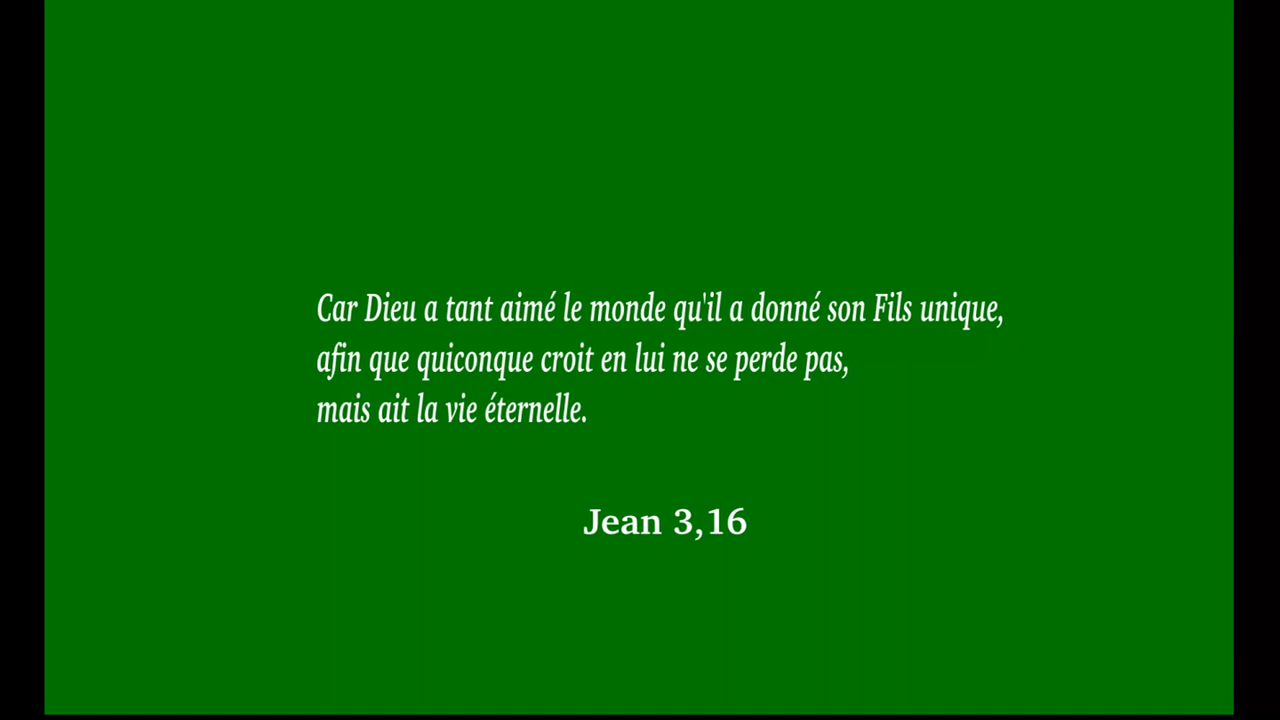 Car Dieu a tant aimé le monde qu'il a donné son Fils unique,
afin que quiconque croit en lui ne se perde pas,
mais ait la vie éternelle.
Jean 3,16